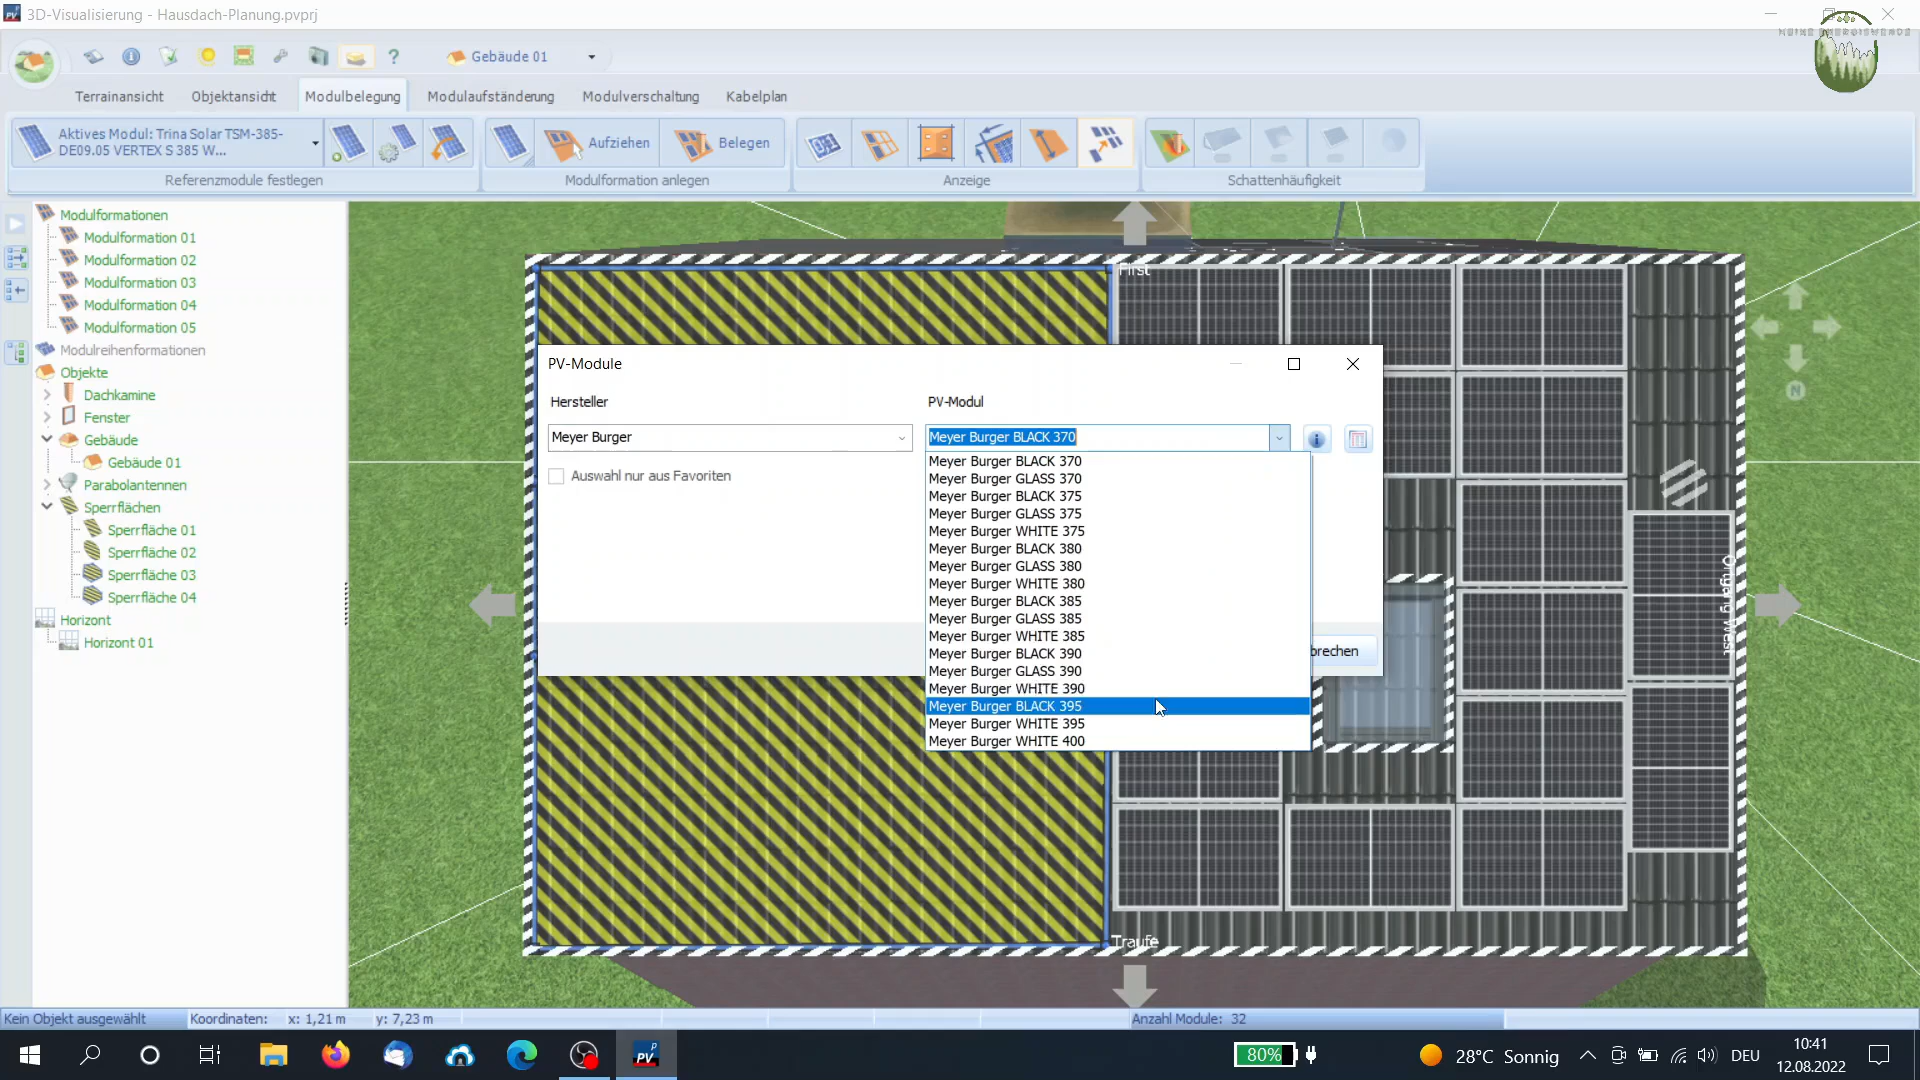 3D-Visualisierung - Hausdach-Planung.pvprj
MEINE ENERGIEWENDE
Gebäude 01
Terrainansicht
Objektansicht
Modulbelegung
Modulaufständerung
Modulverschaltung
Kabelplan
Aktives Modul: Trina Solar TSM-385-
DE09.05 VERTEX S 385 W...
Aufziehen
Belegen
Referenzmodule festlegen
Modulformation anlegen
Anzeige
Schattenhäufigkeit
Modulformationen
Modulformation 01
Modulformation 02
Modulformation 03
Modulformation 04
Modulformation 05
Modulreihenformationen
Objekte
Dachkamine
Fenster
Gebäude
Gebäude 01
Parabolantennen
Sperrflächen
Sperrfläche 01
Sperrfläche 02
Sperrfläche 03
Sperrfläche 04
Horizont
Horizont 01
First
N
PV-Module
Hersteller
PV-Modul
Meyer Burger
Meyer Burger BLACK 370
Auswahl nur aus Favoriten
Meyer Burger BLACK 370
Meyer Burger GLASS 370
Meyer Burger BLACK 375
Meyer Burger GLASS 375
Meyer Burger WHITE 375
Meyer Burger BLACK 380
Meyer Burger GLASS 380
Meyer Burger WHITE 380
Meyer Burger BLACK 385
Meyer Burger GLASS 385
Meyer Burger WHITE 385
Meyer Burger BLACK 390
Meyer Burger GLASS 390
Meyer Burger WHITE 390
Meyer Burger BLACK 395
Meyer Burger WHITE 395
Meyer Burger WHITE 400
brechen
Ortgang West
Traufe
Kein Objekt ausgewählt
Koordinaten: x: 1,21 m y: 7,23 m
Anzahl Module: 32
80%
28°C Sonnig
DEU
10:41
12.08.2022